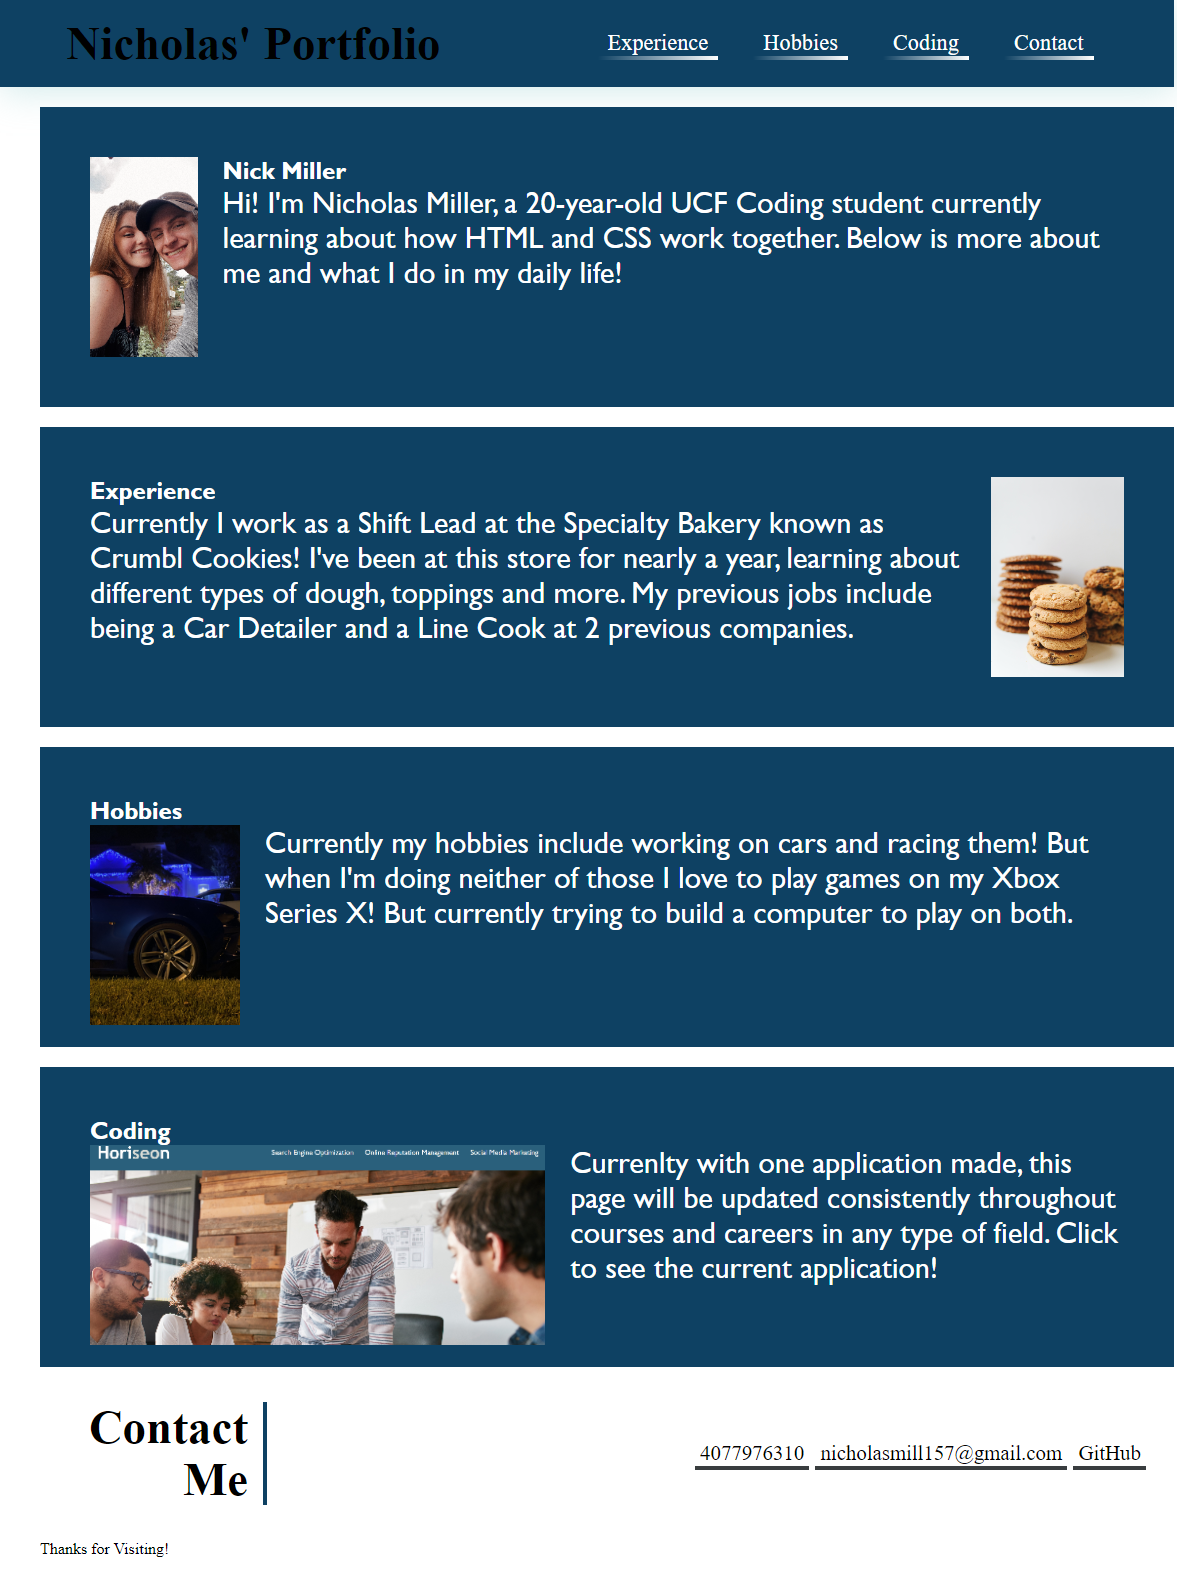 Nicholas' Portfolio
Experience Hobbies Coding Contact
Nick Miller
Hi! I'm Nicholas Miller, a 20-year-old UCF Coding student currently
learning about how HTML and CSS work together. Below is more about
me and what I do in my daily life!
Experience
Currently I work as a Shift Lead at the Specialty Bakery known as
Crumbl Cookies! I've been at this store for nearly a year, learning about
different types of dough, toppings and more. My previous jobs include
being a Car Detailer and a Line Cook at 2 previous companies.
Hobbies
Currently my hobbies include working on cars and racing them! But
when I'm doing neither of those I love to play games on my Xbox
Series X! But currently trying to build a computer to play on both.
Coding
Horiseon Search Engine Optimization Online Reputation Management Social Media Marketing
Currenlty with one application made, this
page will be updated consistently throughout
courses and careers in any type of field. Click
to see the current application!
Contact
Me
4077976310 nicholasmill157@gmail.com GitHub
Thanks for Visiting!